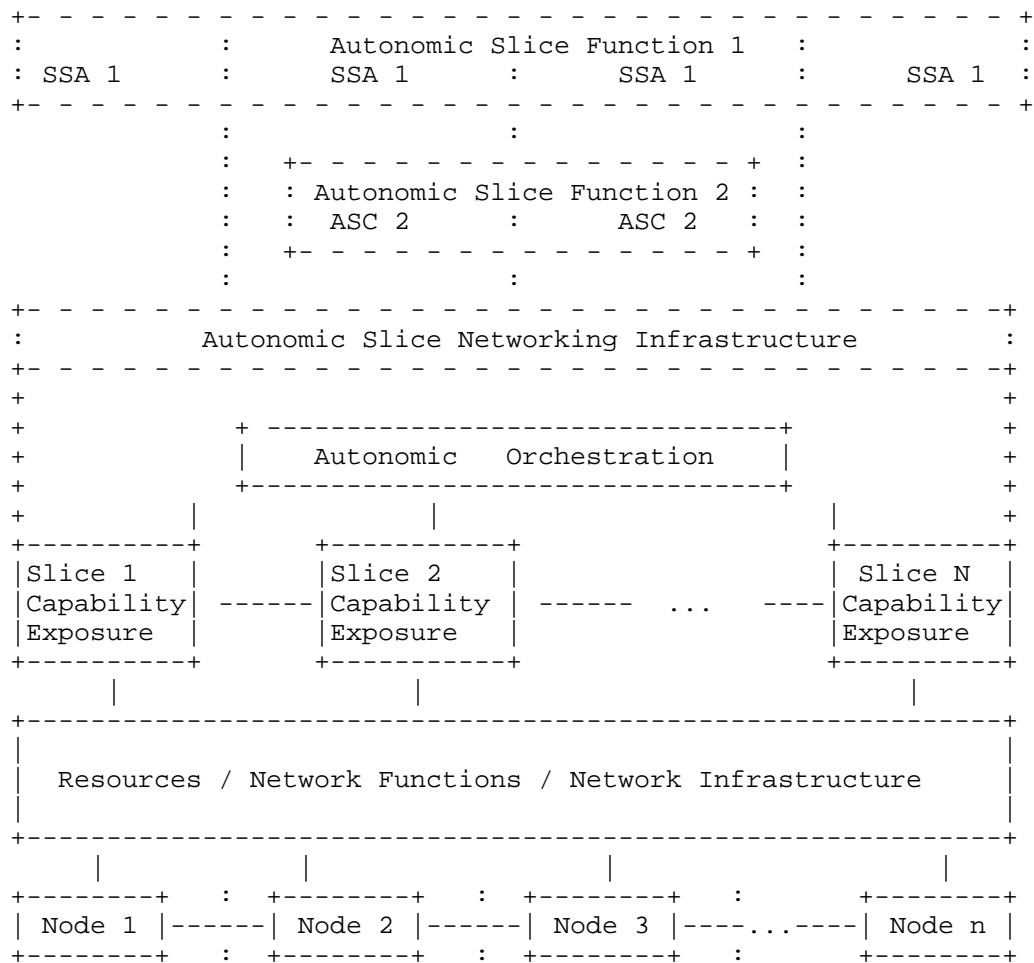 Autonomic Slice Function 1
SSA 1 SSA 1 SSA 1 SSA 1
Autonomic Slice Function 2
ASC 2 ASC 2
Autonomic Slice Networking Infrastructure
Autonomic Orchestration
Slice 1 Slice 2 Slice N
Capability Capability ... Capability
Exposure Exposure Exposure
Resources / Network Functions / Network Infrastructure
Node 1 Node 2 Node 3 ... Node n